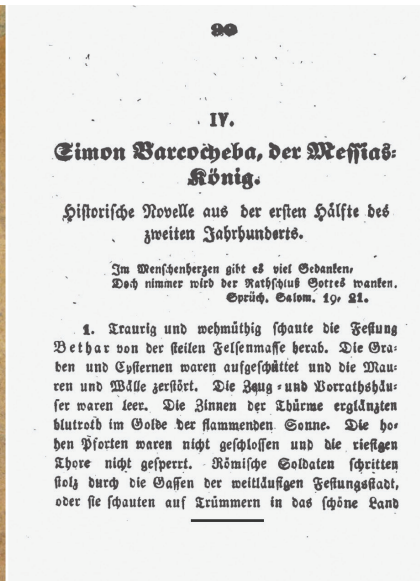 90
IV.
Simon Barcocheba, der Messias-
König.
Historische Novelle aus der ersten Hälfte des
zweiten Jahrhunderts.
Im Menschenherzen gibt es viel Gedanken,
Doch nimmer wird der Rathschluß Gottes wanken.
Sprüch. Salom. 19, 21.
1. Traurig und wehmüthig schaute die Festung
Bethar von der steilen Felsenmasse herab. Die Gra-
ben und Cysternen waren aufgeschüttet und die Mau-
ren und Wälle zerstört. Die Zeug- und Vorrathshäu-
ser waren leer. Die Zinnen der Thürme erglänzten
blutroth im Golde der flammenden Sonne. Die ho-
hen Pforten waren nicht geschlossen und die riesigen
Thore nicht gesperrt. Römische Soldaten schritten
stolz durch die Gassen der weitläufigen Festungsstadt,
oder sie schauten auf Trümmern in das schöne Land